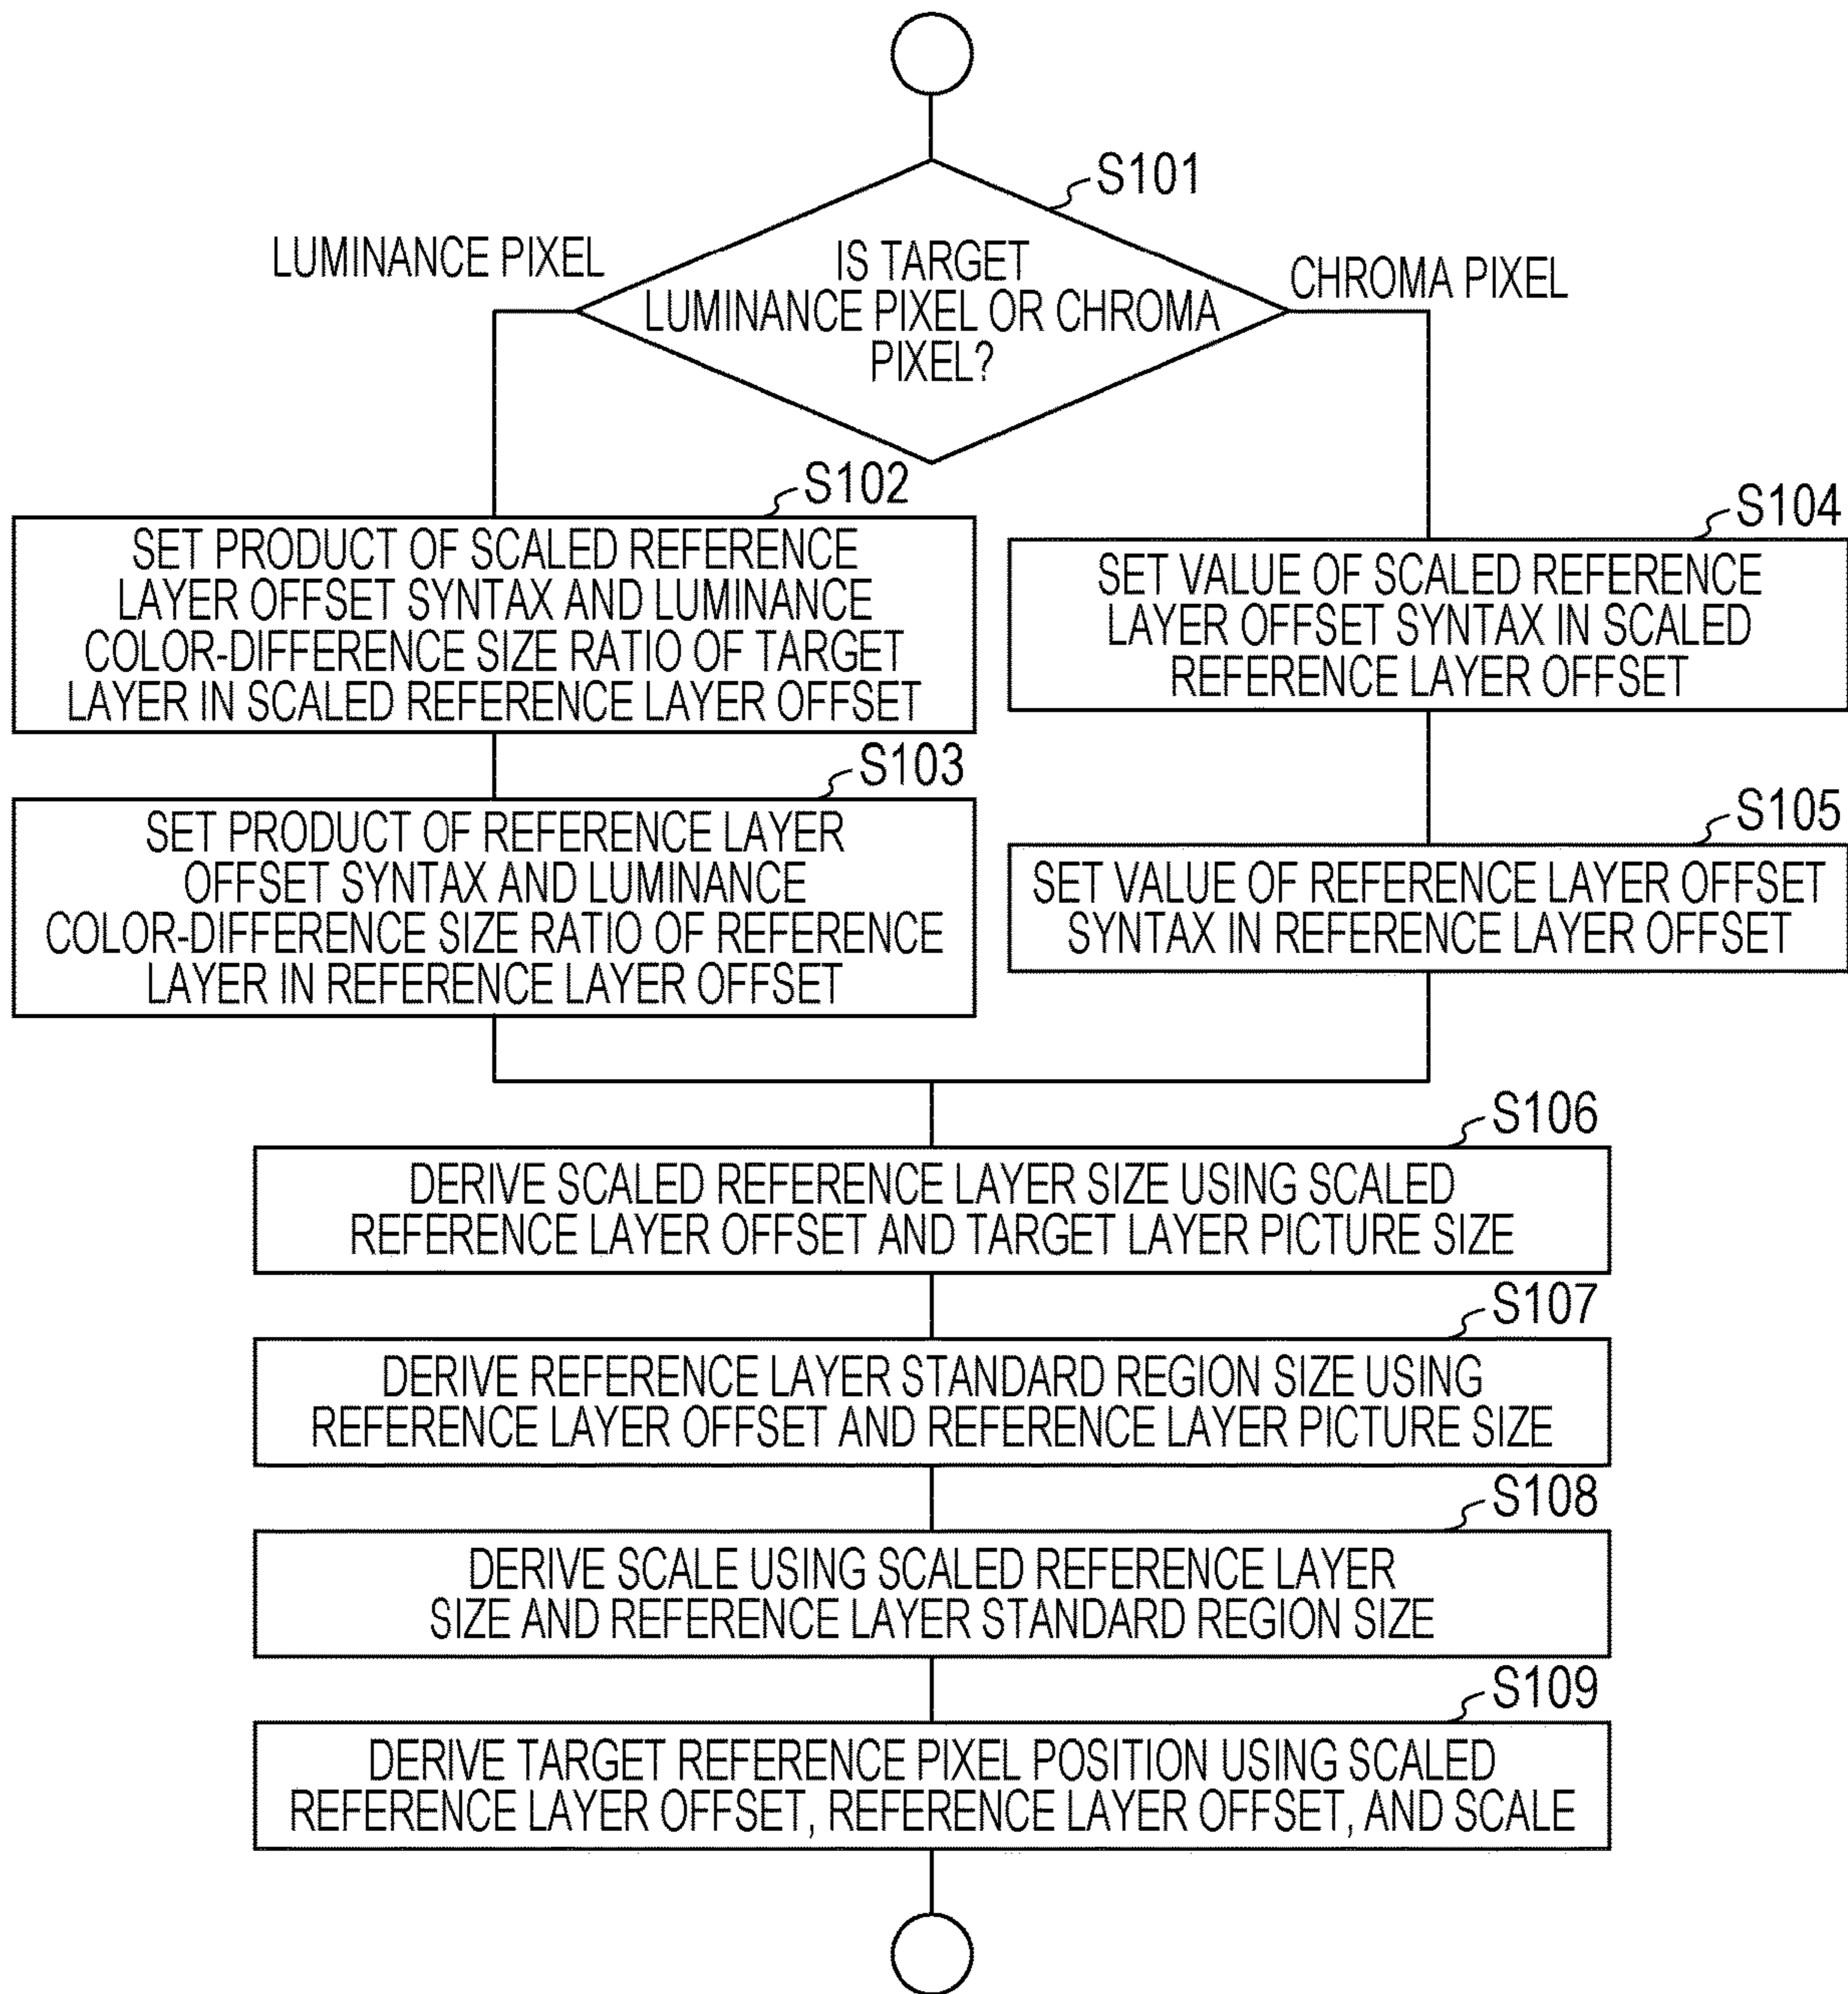 S101
LUMINANCE PIXEL
IS TARGET
LUMINANCE PIXEL OR CHROMA
PIXEL?
CHROMA PIXEL
S102
SET PRODUCT OF SCALED REFERENCE
LAYER OFFSET SYNTAX AND LUMINANCE
COLOR-DIFFERENCE SIZE RATIO OF TARGET
LAYER IN SCALED REFERENCE LAYER OFFSET
S103
SET PRODUCT OF REFERENCE LAYER
OFFSET SYNTAX AND LUMINANCE
COLOR-DIFFERENCE SIZE RATIO OF REFERENCE
LAYER IN REFERENCE LAYER OFFSET
S104
SET VALUE OF SCALED REFERENCE
LAYER OFFSET SYNTAX IN SCALED
REFERENCE LAYER OFFSET
S105
SET VALUE OF REFERENCE LAYER OFFSET
SYNTAX IN REFERENCE LAYER OFFSET
S106
DERIVE SCALED REFERENCE LAYER SIZE USING SCALED
REFERENCE LAYER OFFSET AND TARGET LAYER PICTURE SIZE
S107
DERIVE REFERENCE LAYER STANDARD REGION SIZE USING
REFERENCE LAYER OFFSET AND REFERENCE LAYER PICTURE SIZE
S108
DERIVE SCALE USING SCALED REFERENCE LAYER
SIZE AND REFERENCE LAYER STANDARD REGION SIZE
S109
DERIVE TARGET REFERENCE PIXEL POSITION USING SCALED
REFERENCE LAYER OFFSET, REFERENCE LAYER OFFSET, AND SCALE